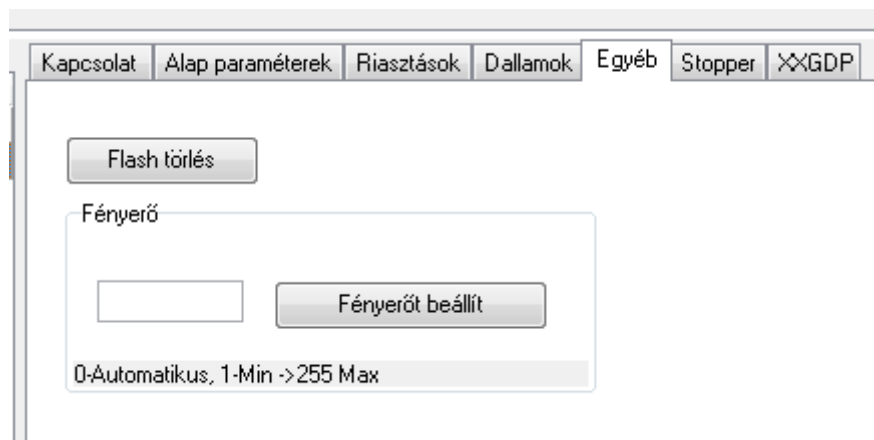 Kapcsolat Alap paraméterek Riasztások Dallamok Egyéb Stopper XXGDP
Flash törlés
Fényerő
Fényerőt beállít
0-Automatikus, 1-Min ->255 Max